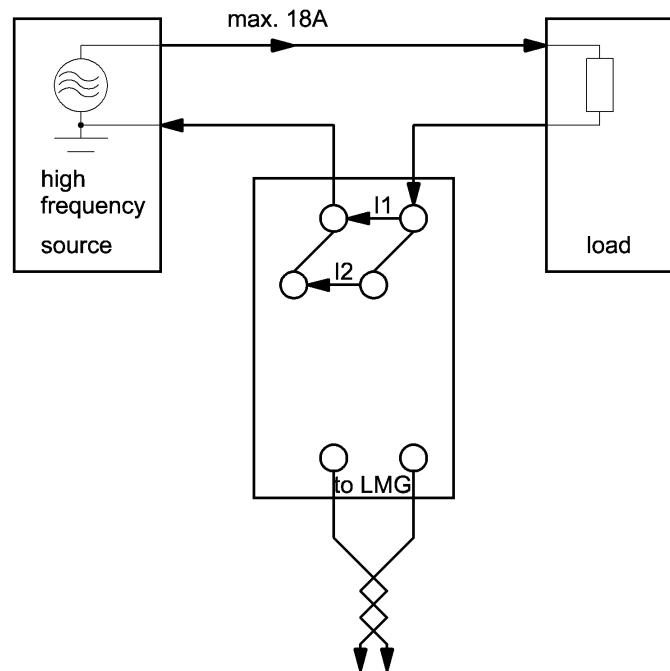 max. 18A
high
frequency
source
load
I1
I2
to LMG